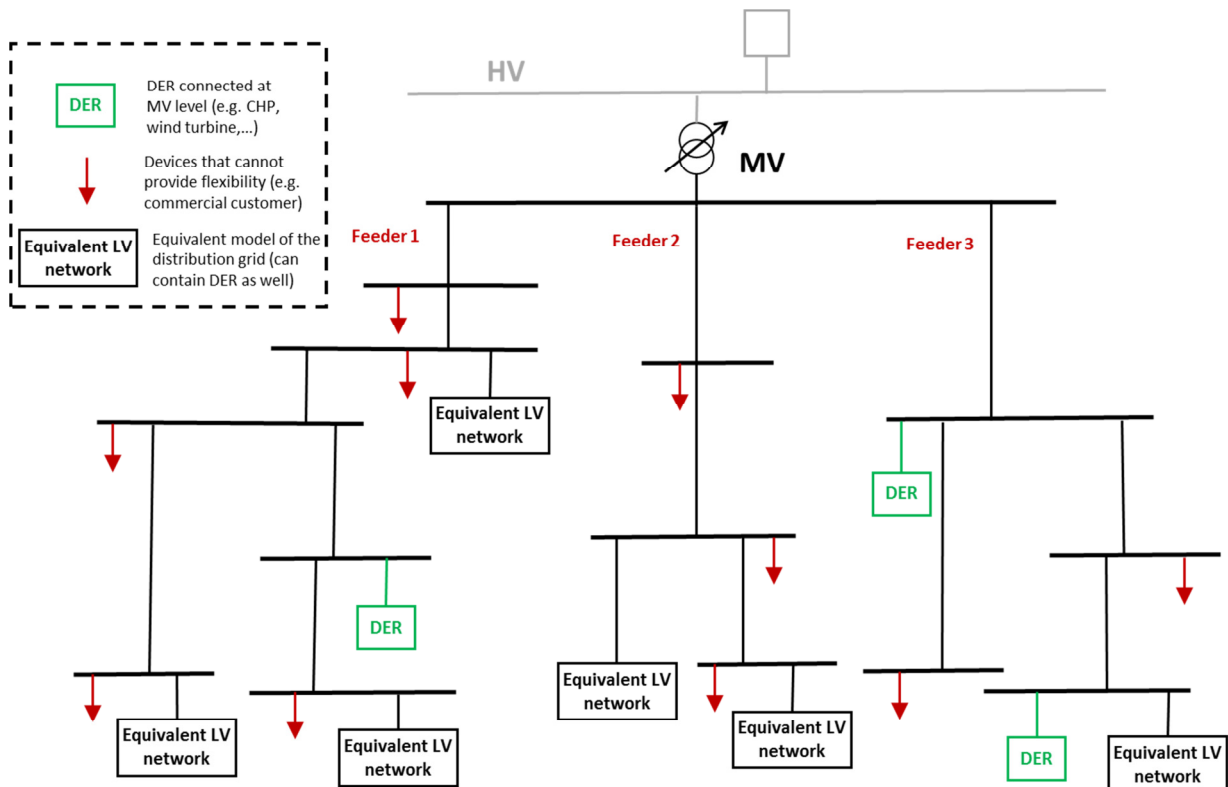 HV
MV
DER
DER connected at
MV level (e.g. CHP,
wind turbine,...)
Devices that cannot
provide flexibility (e.g.
commercial customer)
Equivalent LV
network
Equivalent model of the
distribution grid (can
contain DER as well)
Feeder 1
Feeder 2
Feeder 3
Equivalent LV
network
DER
DER
Equivalent LV
network
Equivalent LV
network
Equivalent LV
network
Equivalent LV
network
DER
Equivalent LV
network